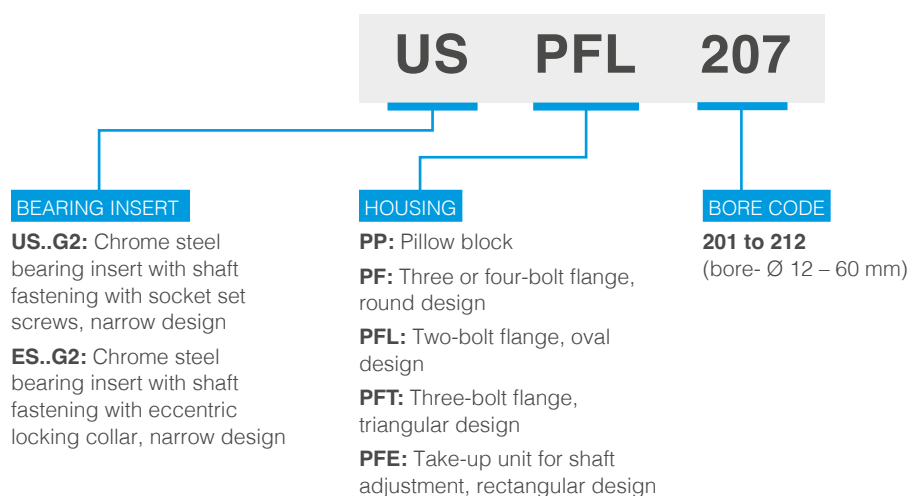 US PFL 207
BEARING INSERT
US..G2: Chrome steel
bearing insert with shaft
fastening with socket set
screws, narrow design
ES..G2: Chrome steel
bearing insert with shaft
fastening with eccentric
locking collar, narrow design
HOUSING
PP: Pillow block
PF: Three or four-bolt flange,
round design
PFL: Two-bolt flange, oval
design
PFT: Three-bolt flange,
triangular design
PFE: Take-up unit for shaft
adjustment, rectangular design
BORE CODE
201 to 212
(bore- Ø 12 – 60 mm)